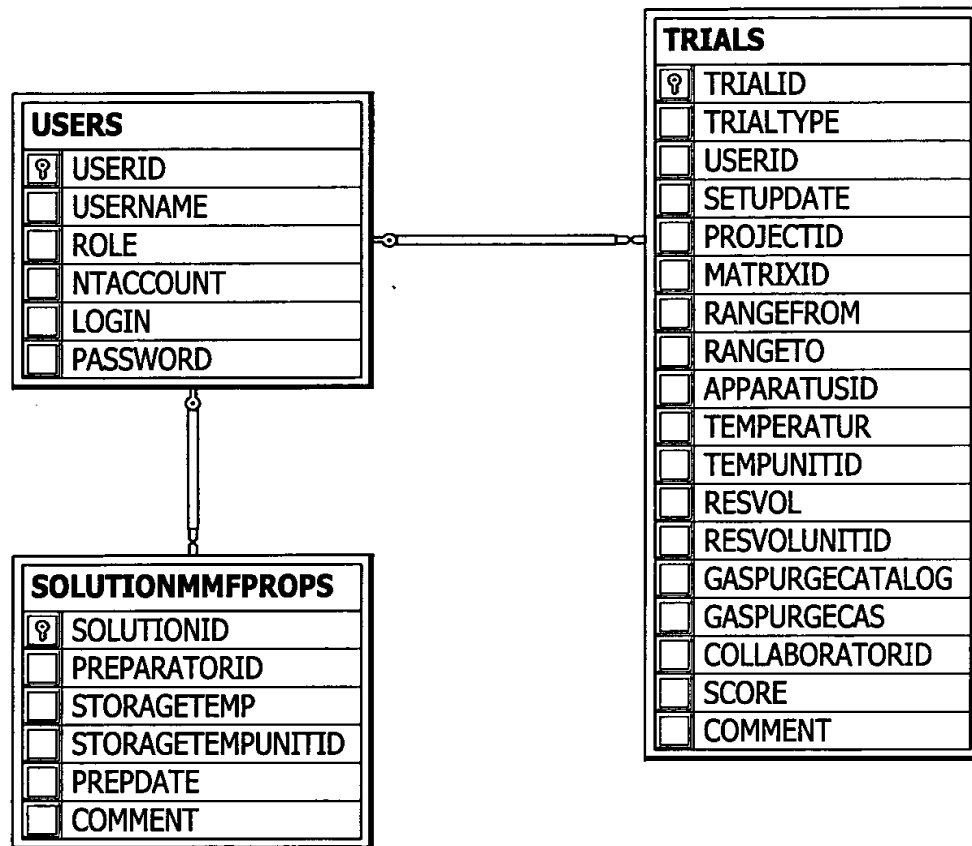 USERS
USERID
USERNAME
ROLE
NTACCOUNT
LOGIN
PASSWORD
SOLUTIONMMFPROPS
SOLUTIONID
PREPARATORID
STORAGETEMP
STORAGETEMPUNITID
PREPDATE
COMMENT
TRIALS
TRIALID
TRIALTYPE
USERID
SETUPDATE
PROJECTID
MATRIXID
RANGEFROM
RANGETO
APPARATUSID
TEMPERATUR
TEMPUNITID
RESVOL
RESVOLUNITID
GASPURGECATALOG
GASPURGECAS
COLLABORATORID
SCORE
COMMENT